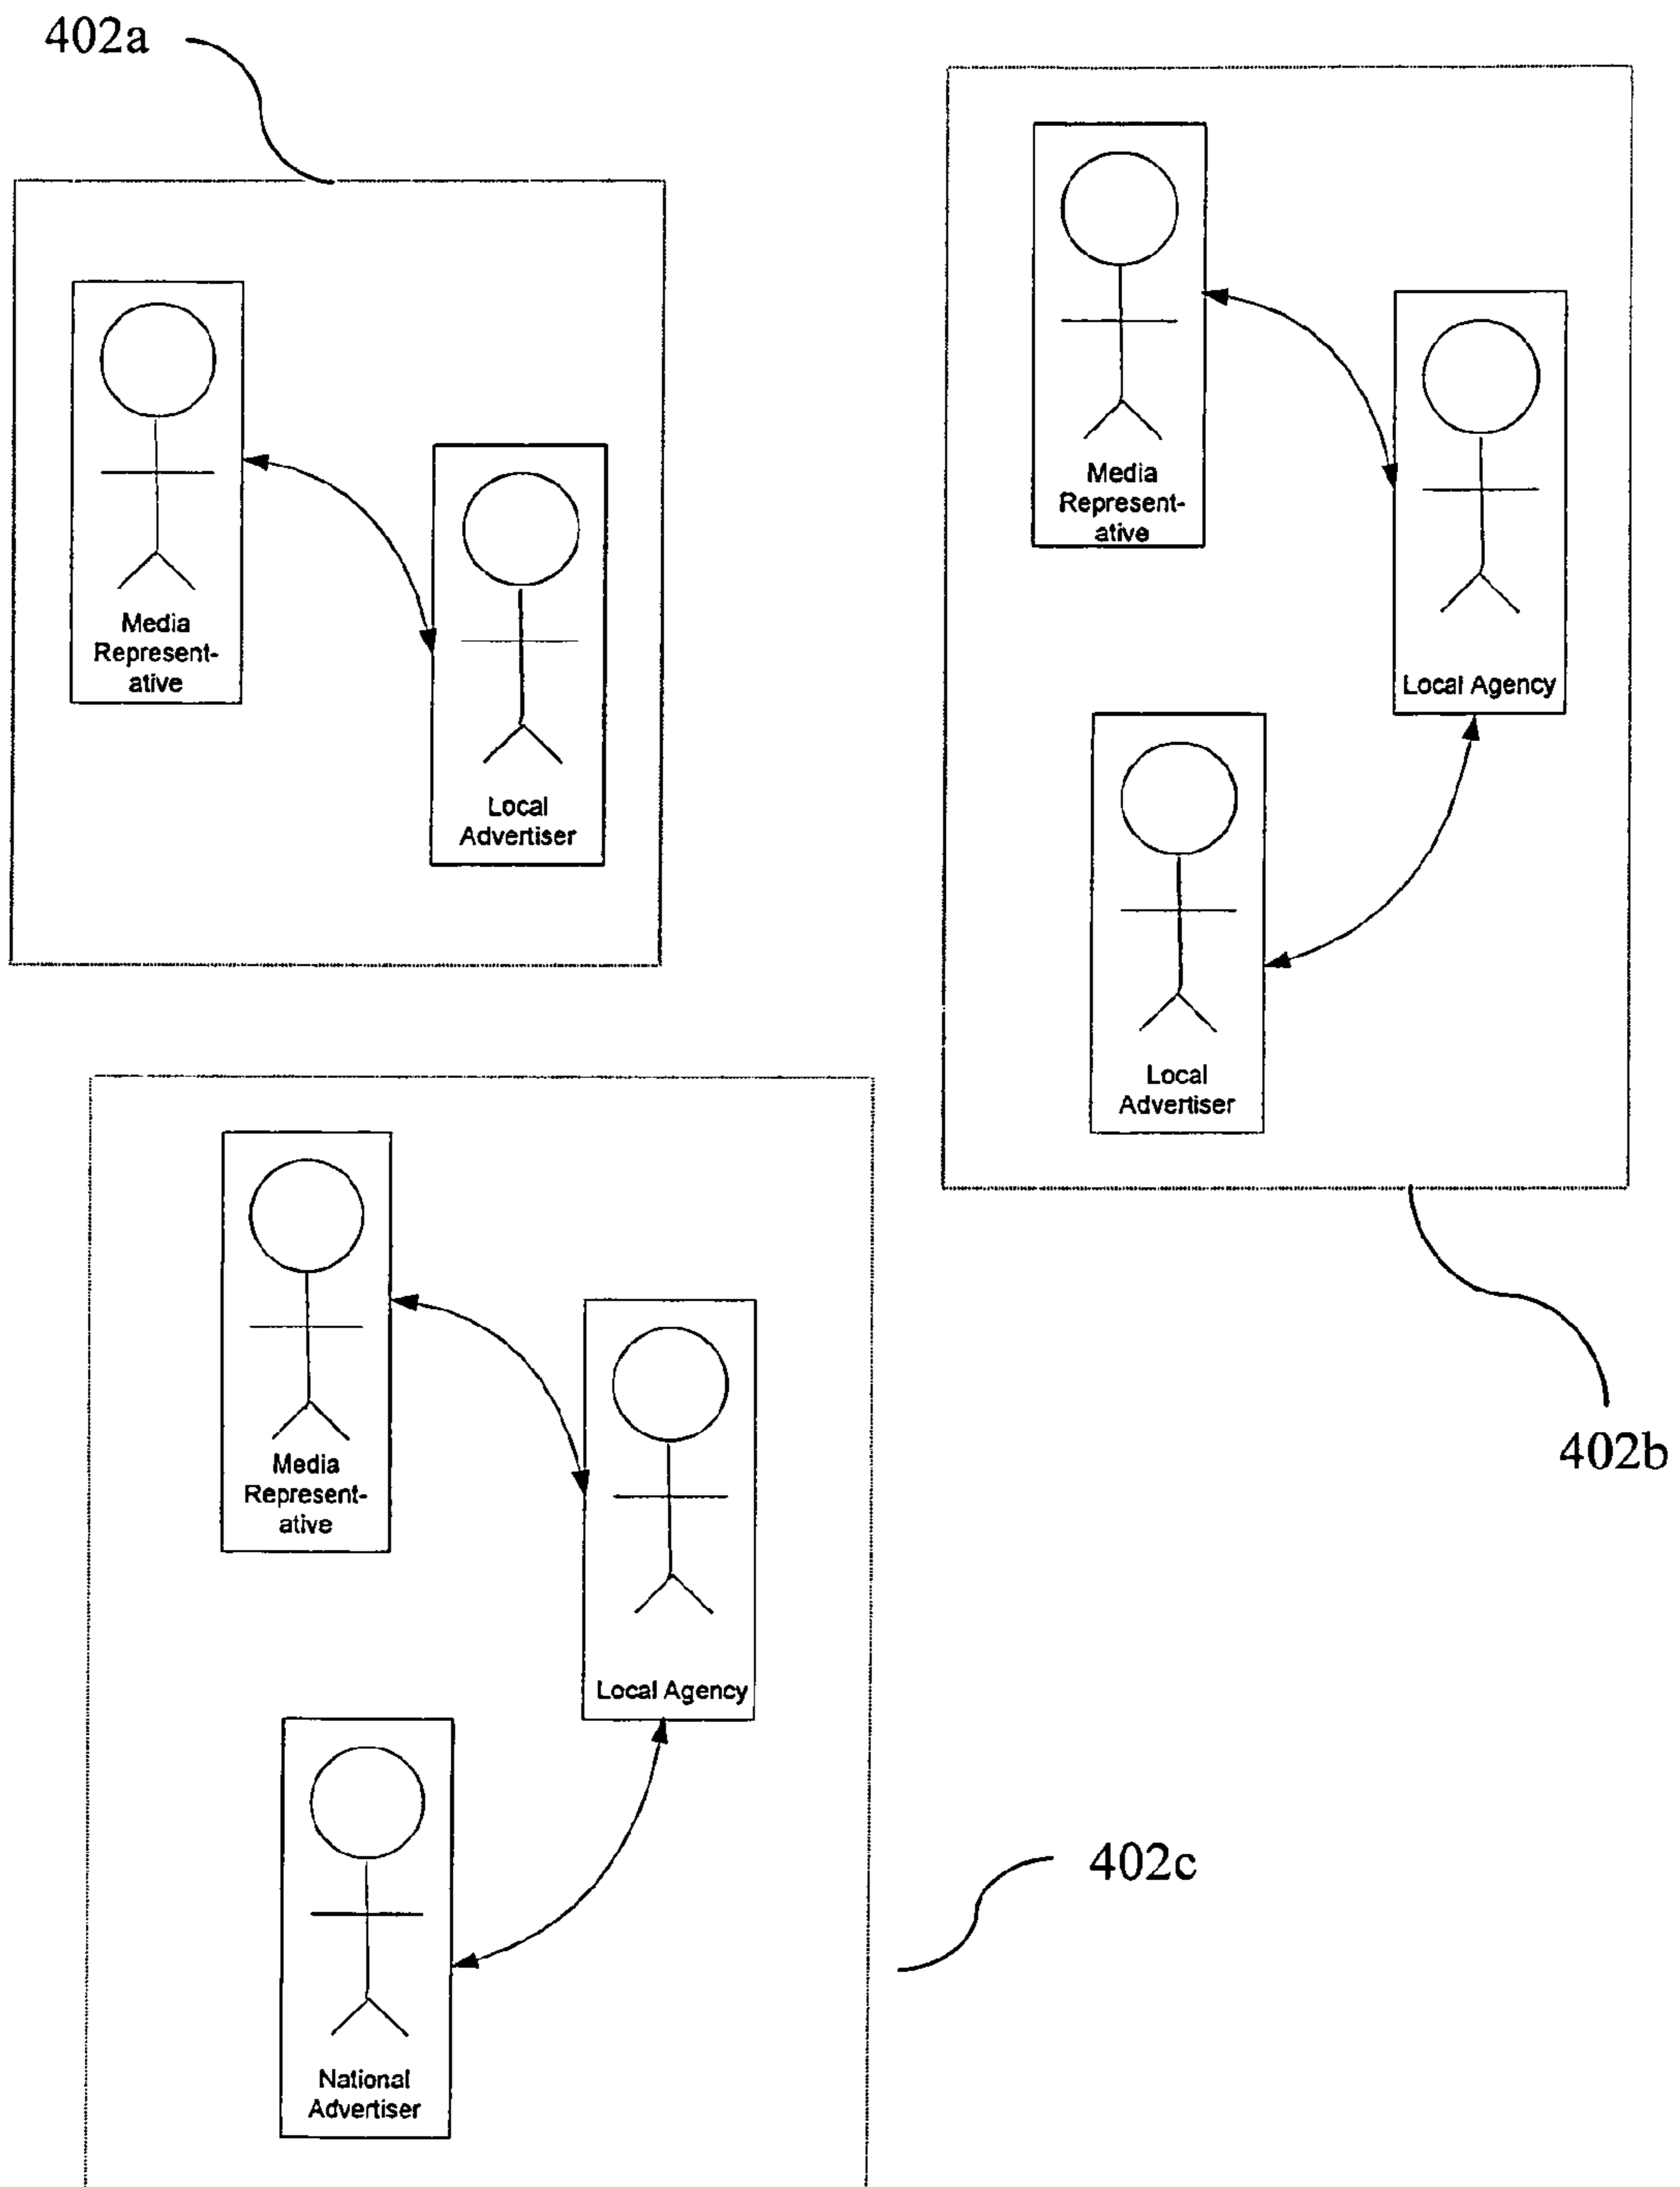 402a
Media
Represent-
ative
Local
Advertiser
Media
Represent-
ative
Local Agency
Local
Advertiser
402b
Media
Represent-
ative
Local Agency
National
Advertiser
402c